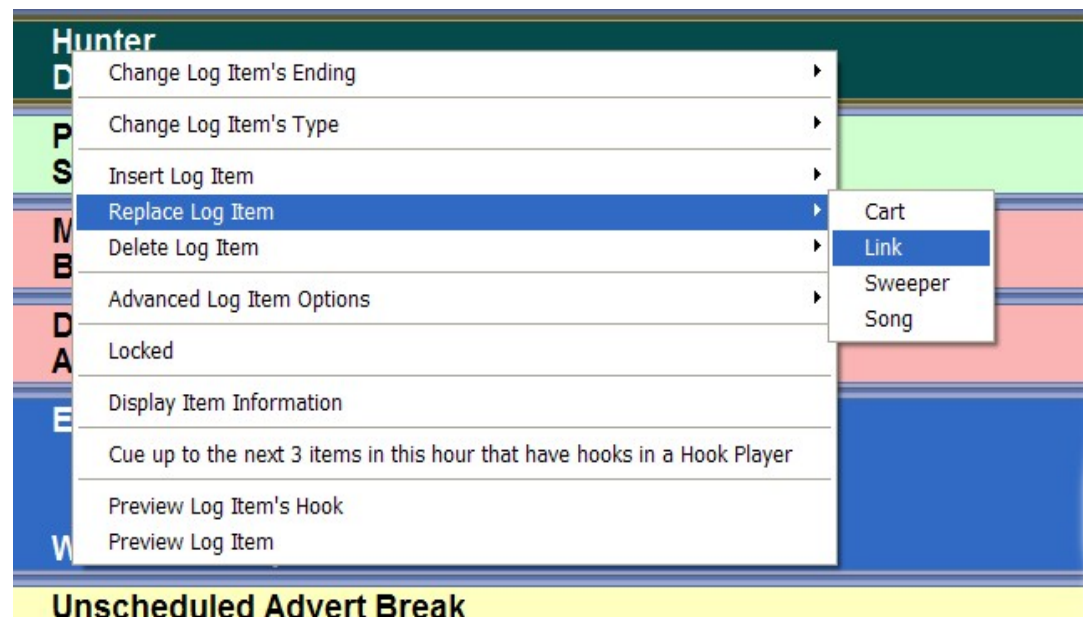 Hunter
D
Change Log Item's Ending
Change Log Item's Type
P
S
Insert Log Item
Replace Log Item
Cart
M
Delete Log Item
Link
B
Sweeper
Advanced Log Item Options
Song
D
Locked
A
Display Item Information
E
Cue up to the next 3 items in this hour that have hooks in a Hook Player
Preview Log Item's Hook
Preview Log Item
W
Unscheduled Advert Break